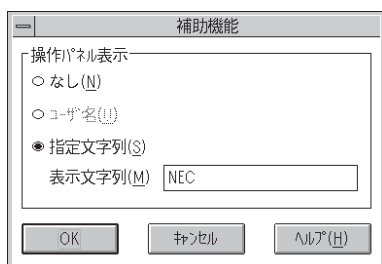 補助機能
操作ﾊﾟﾈﾙ表示
なし(N)
ﾕｰｻﾞ名(U)
指定文字列(S)
表示文字列(M) NEC
OK ｷｬﾝｾﾙ ﾍﾙﾌﾟ(H)